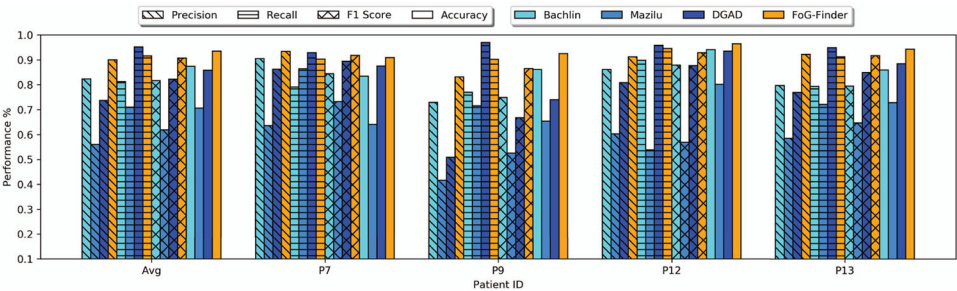 Precision Recall F1 Score Accuracy Bachlin Mazilu DGAD FoG-Finder
1.0
0.9
0.8
0.7
0.6
0.5
0.4
0.3
0.2
0.1
Performance %
Avg P7 P9 P12 P13
Patient ID